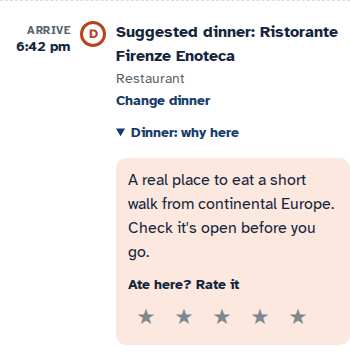 ARRIVE
6:42 pm
D
Suggested dinner: Ristorante
Firenze Enoteca
Restaurant
Change dinner
▼ Dinner: why here
A real place to eat a short
walk from continental Europe.
Check it's open before you
go.
Ate here? Rate it
★ ★ ★ ★ ★